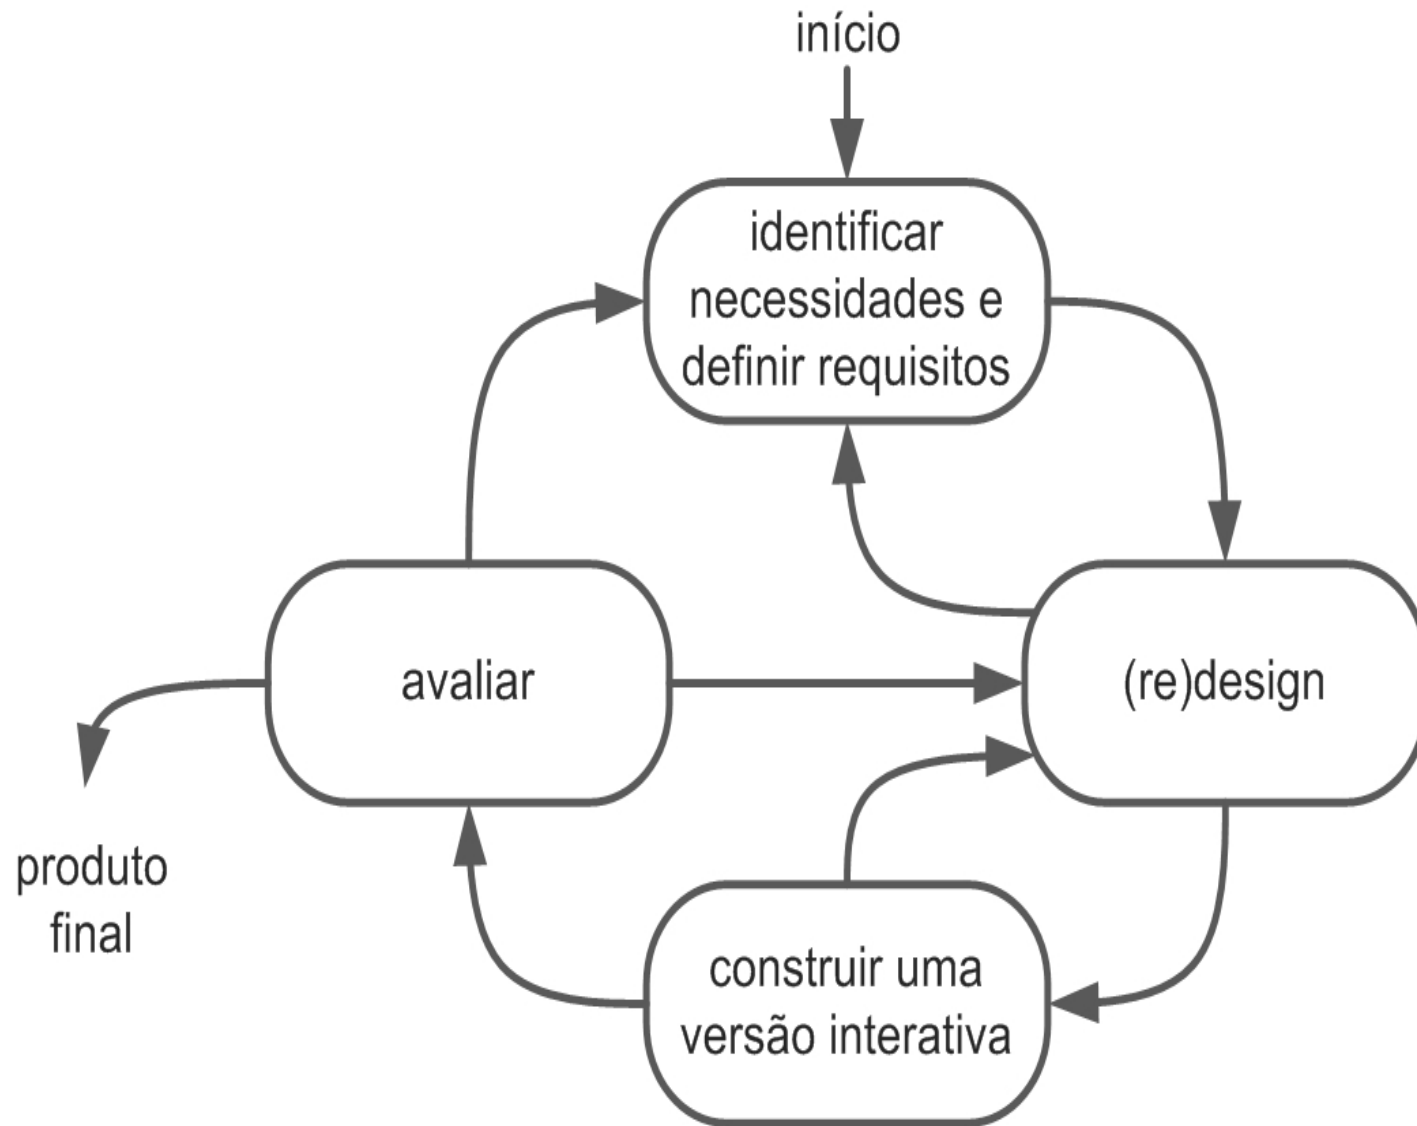 início
identificar
necessidades e
definir requisitos
avaliar
(re)design
produto
final
construir uma
versão interativa